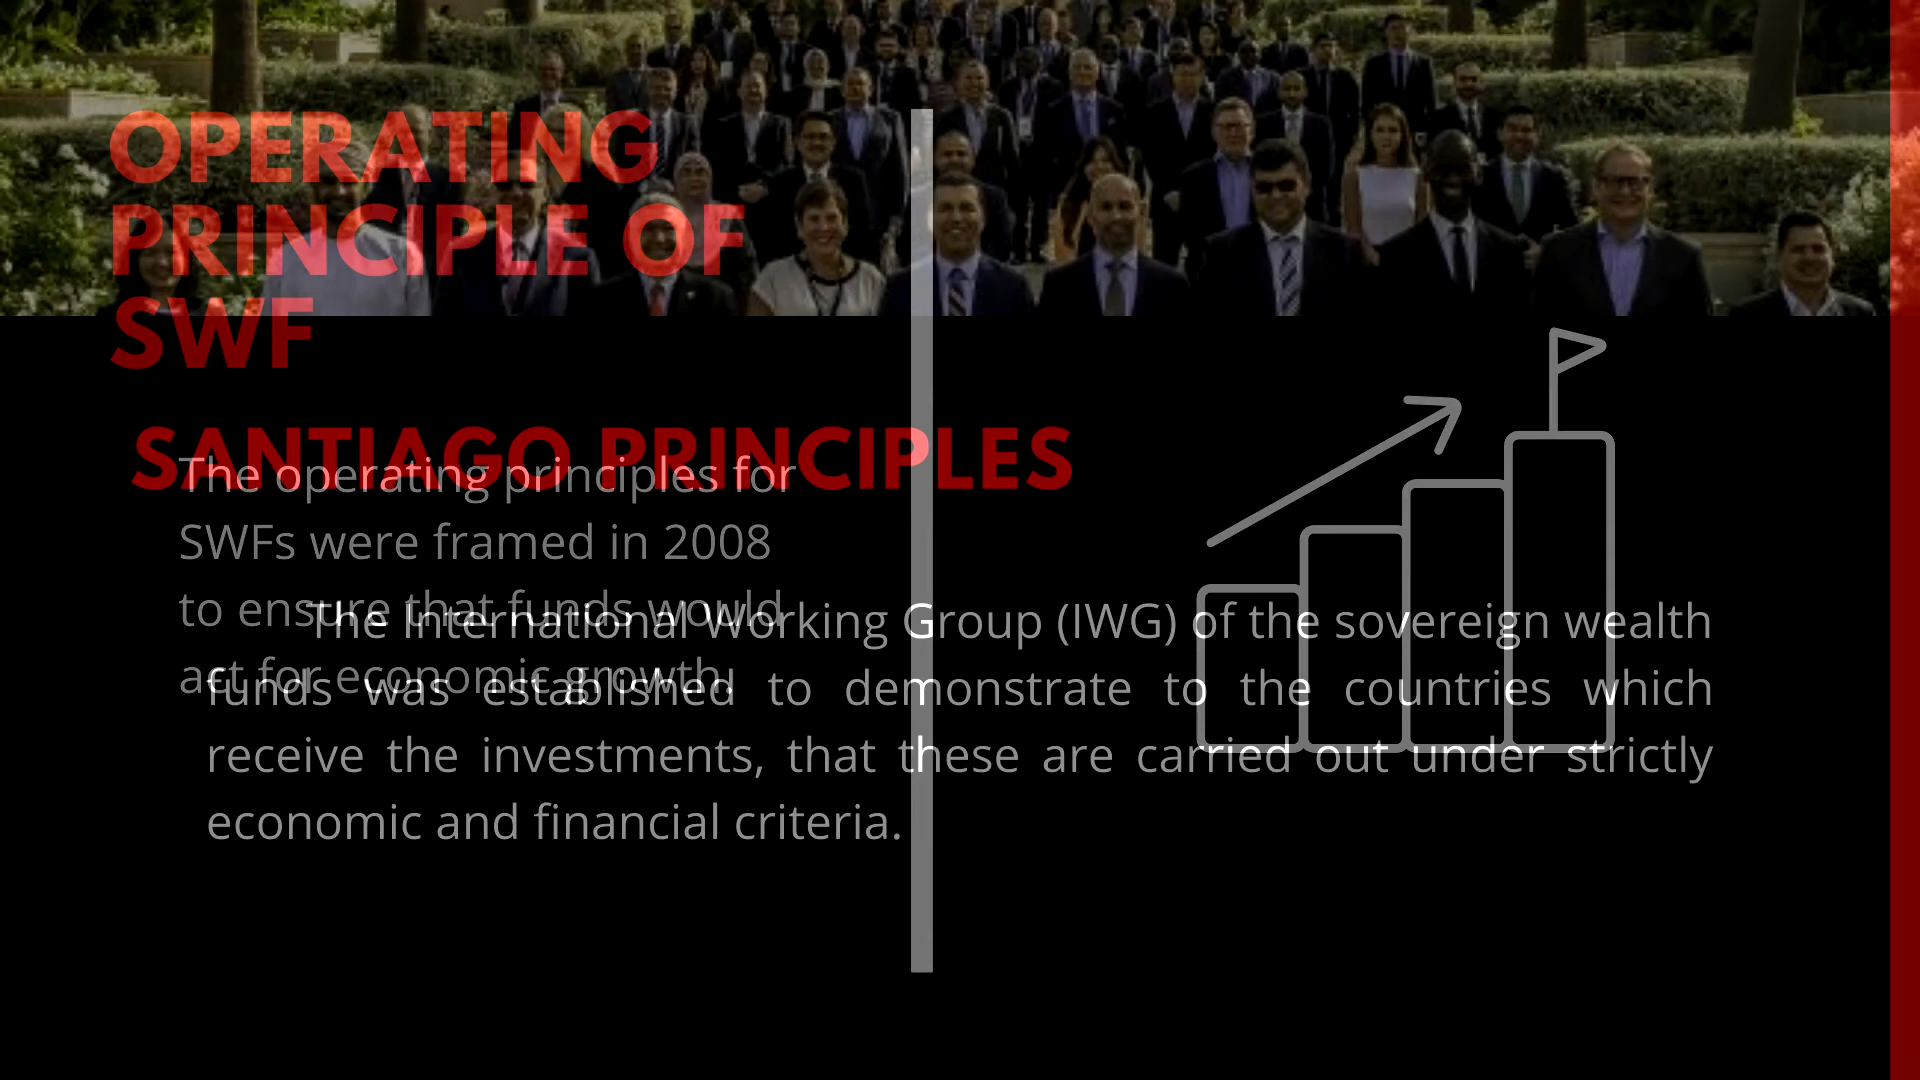 OPERATING
PRINCIPLE OF
SWF
SANTIAGO PRINCIPLES
The operating principles for
SWFs were framed in 2008
to ensure that funds would
act for economic growth.
The International Working Group (IWG) of the sovereign wealth
funds was established to demonstrate to the countries which
receive the investments, that these are carried out under strictly
economic and financial criteria.